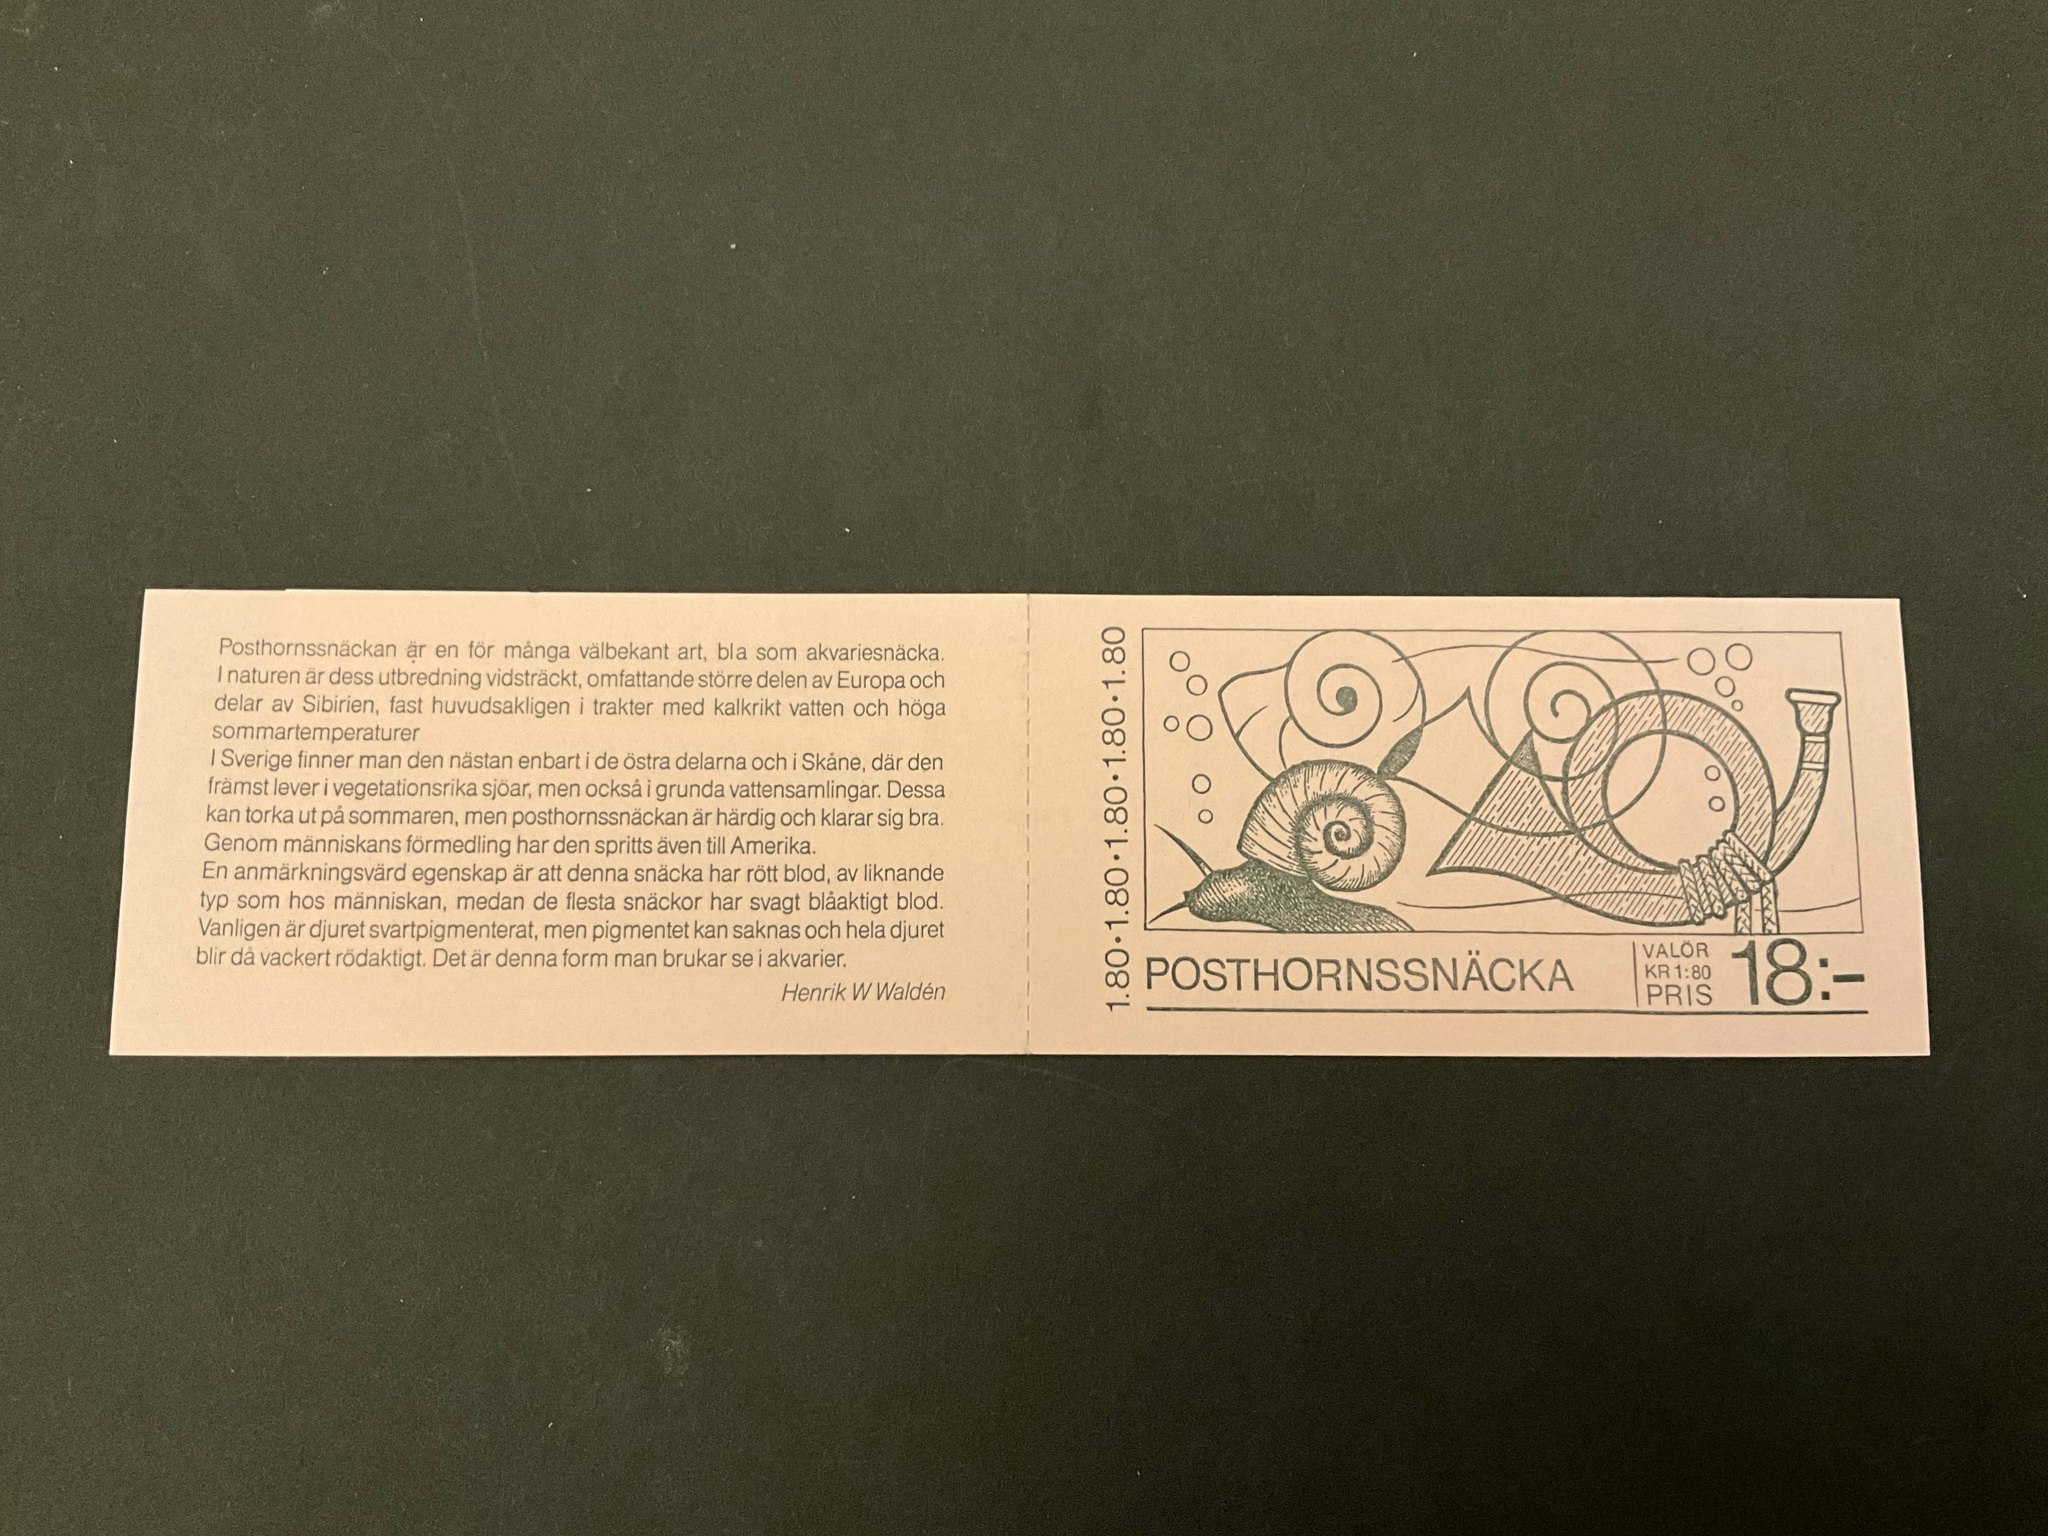 Posthornssnäckan är en för många välbekant art, bla som akvariesnäcka.
I naturen är dess utbredning vidsträckt, omfattande större delen av Europa och
delar av Sibirien, fast huvudsakligen i trakter med kalkrikt vatten och höga
sommartemperaturer
I Sverige finner man den nästan enbart i de östra delarna och i Skåne, där den
främst lever i vegetationsrika sjöar, men också i grunda vattensamlingar. Dessa
kan torka ut på sommaren, men posthornssnäckan är härdig och klarar sig bra.
Genom människans förmedling har den spritts även till Amerika.
En anmärkningsvärd egenskap är att denna snäcka har rött blod, av liknande
typ som hos människan, medan de flesta snäckor har svagt blåaktigt blod.
Vanligen är djuret svartpigmenterat, men pigmentet kan saknas och hela djuret
blir då vackert rödaktigt. Det är denna form man brukar se i akvarier.
Henrik W Waldén
1.80•1.80•1.80•1.80•1.80
POSTHORNSSNÄCKA
VALÖR
KR 1:80
PRIS
18:-